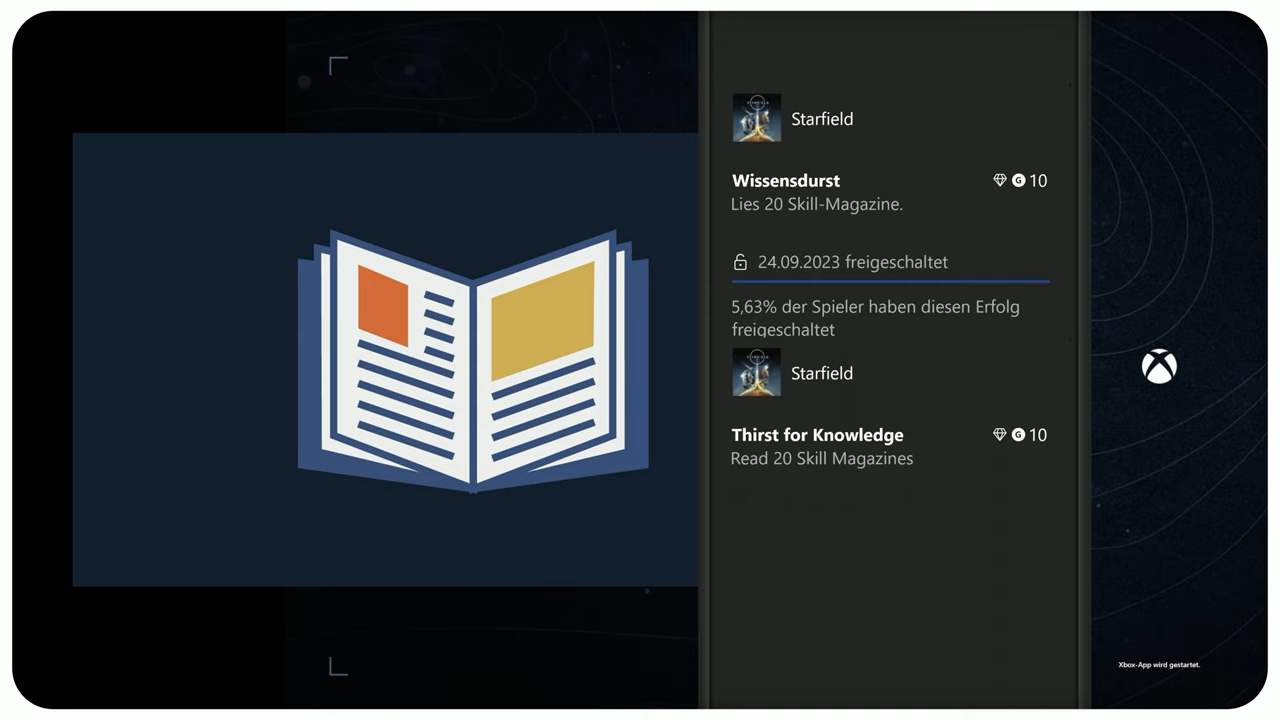 Starfield
Wissensdurst
G 10
Lies 20 Skill-Magazine.
24.09.2023 freigeschaltet
5,63% der Spieler haben diesen Erfolg
freigeschaltet
Starfield
Thirst for Knowledge
G 10
Read 20 Skill Magazines
Xbox-App wird gestartet.